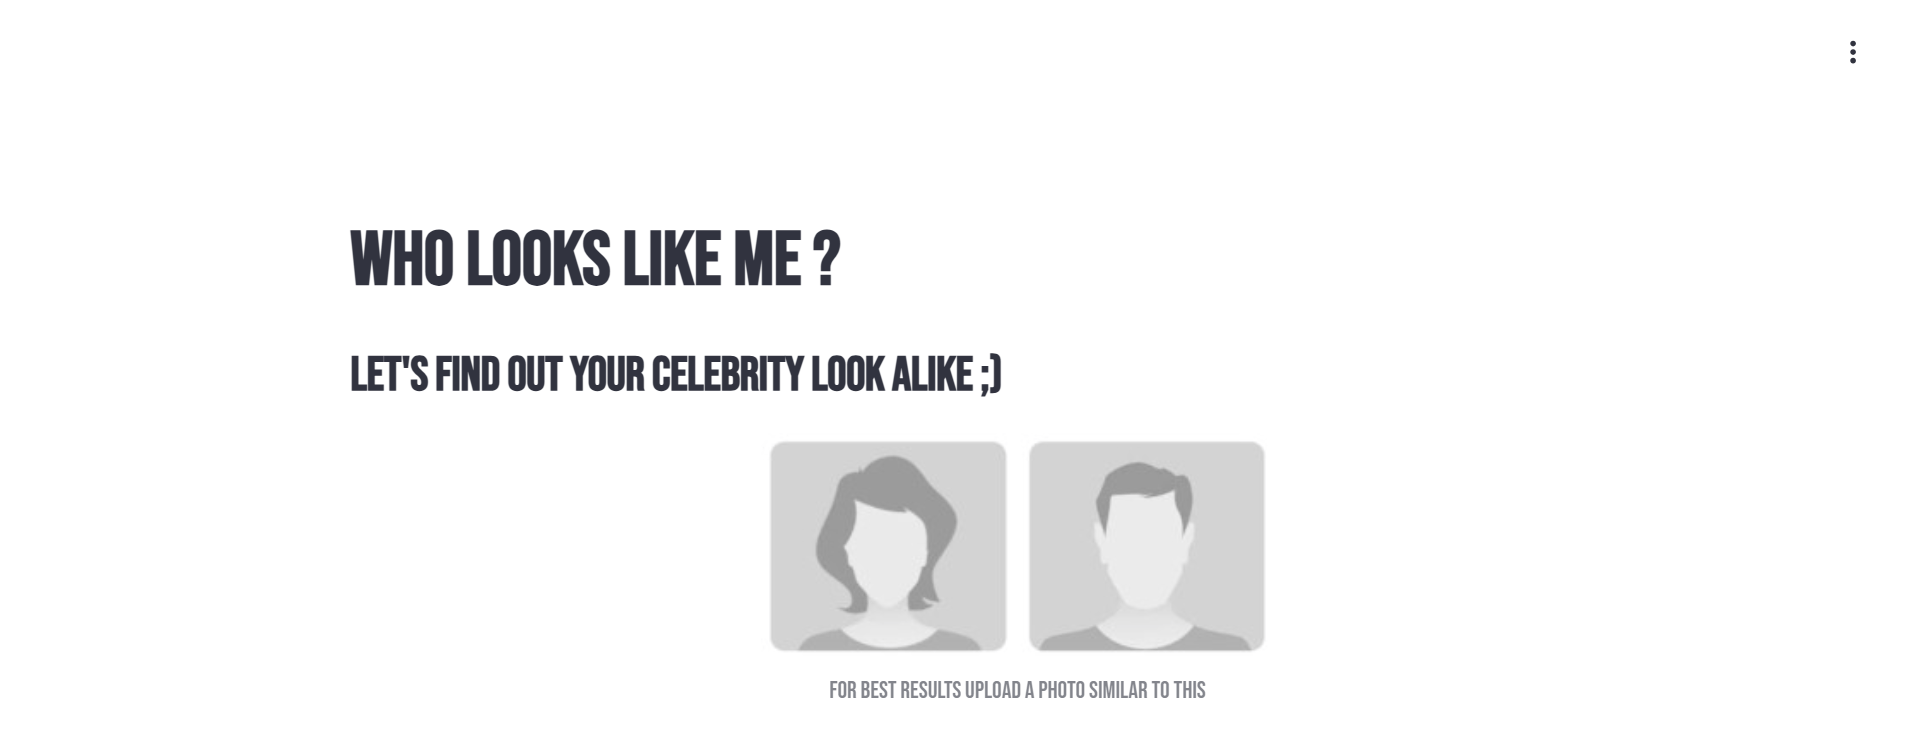 WHO LOOKS LIKE ME ?
LET'S FIND OUT YOUR CELEBRITY LOOK ALIKE ;)
FOR BEST RESULTS UPLOAD A PHOTO SIMILAR TO THIS